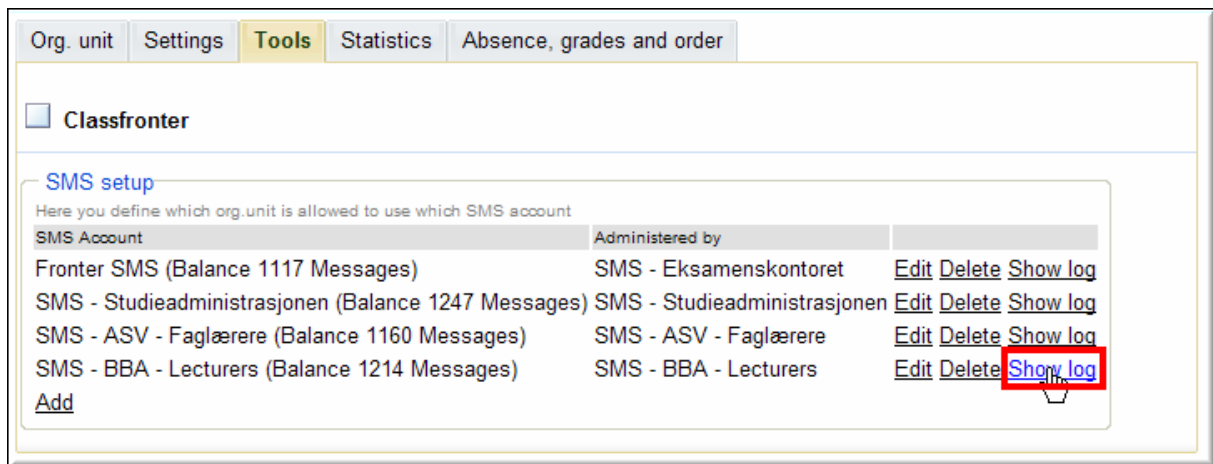 Org. unit Settings Tools Statistics Absence, grades and order
Classfronter
SMS setup
Here you define which org.unit is allowed to use which SMS account
SMS Account Administered by
Fronter SMS (Balance 1117 Messages) SMS - Eksamenskontoret Edit Delete Show log
SMS - Studieadministrasjonen (Balance 1247 Messages) SMS - Studieadministrasjonen Edit Delete Show log
SMS - ASV - Faglærere (Balance 1160 Messages) SMS - ASV - Faglærere Edit Delete Show log
SMS - BBA - Lecturers (Balance 1214 Messages) SMS - BBA - Lecturers Edit Delete Show log
Add